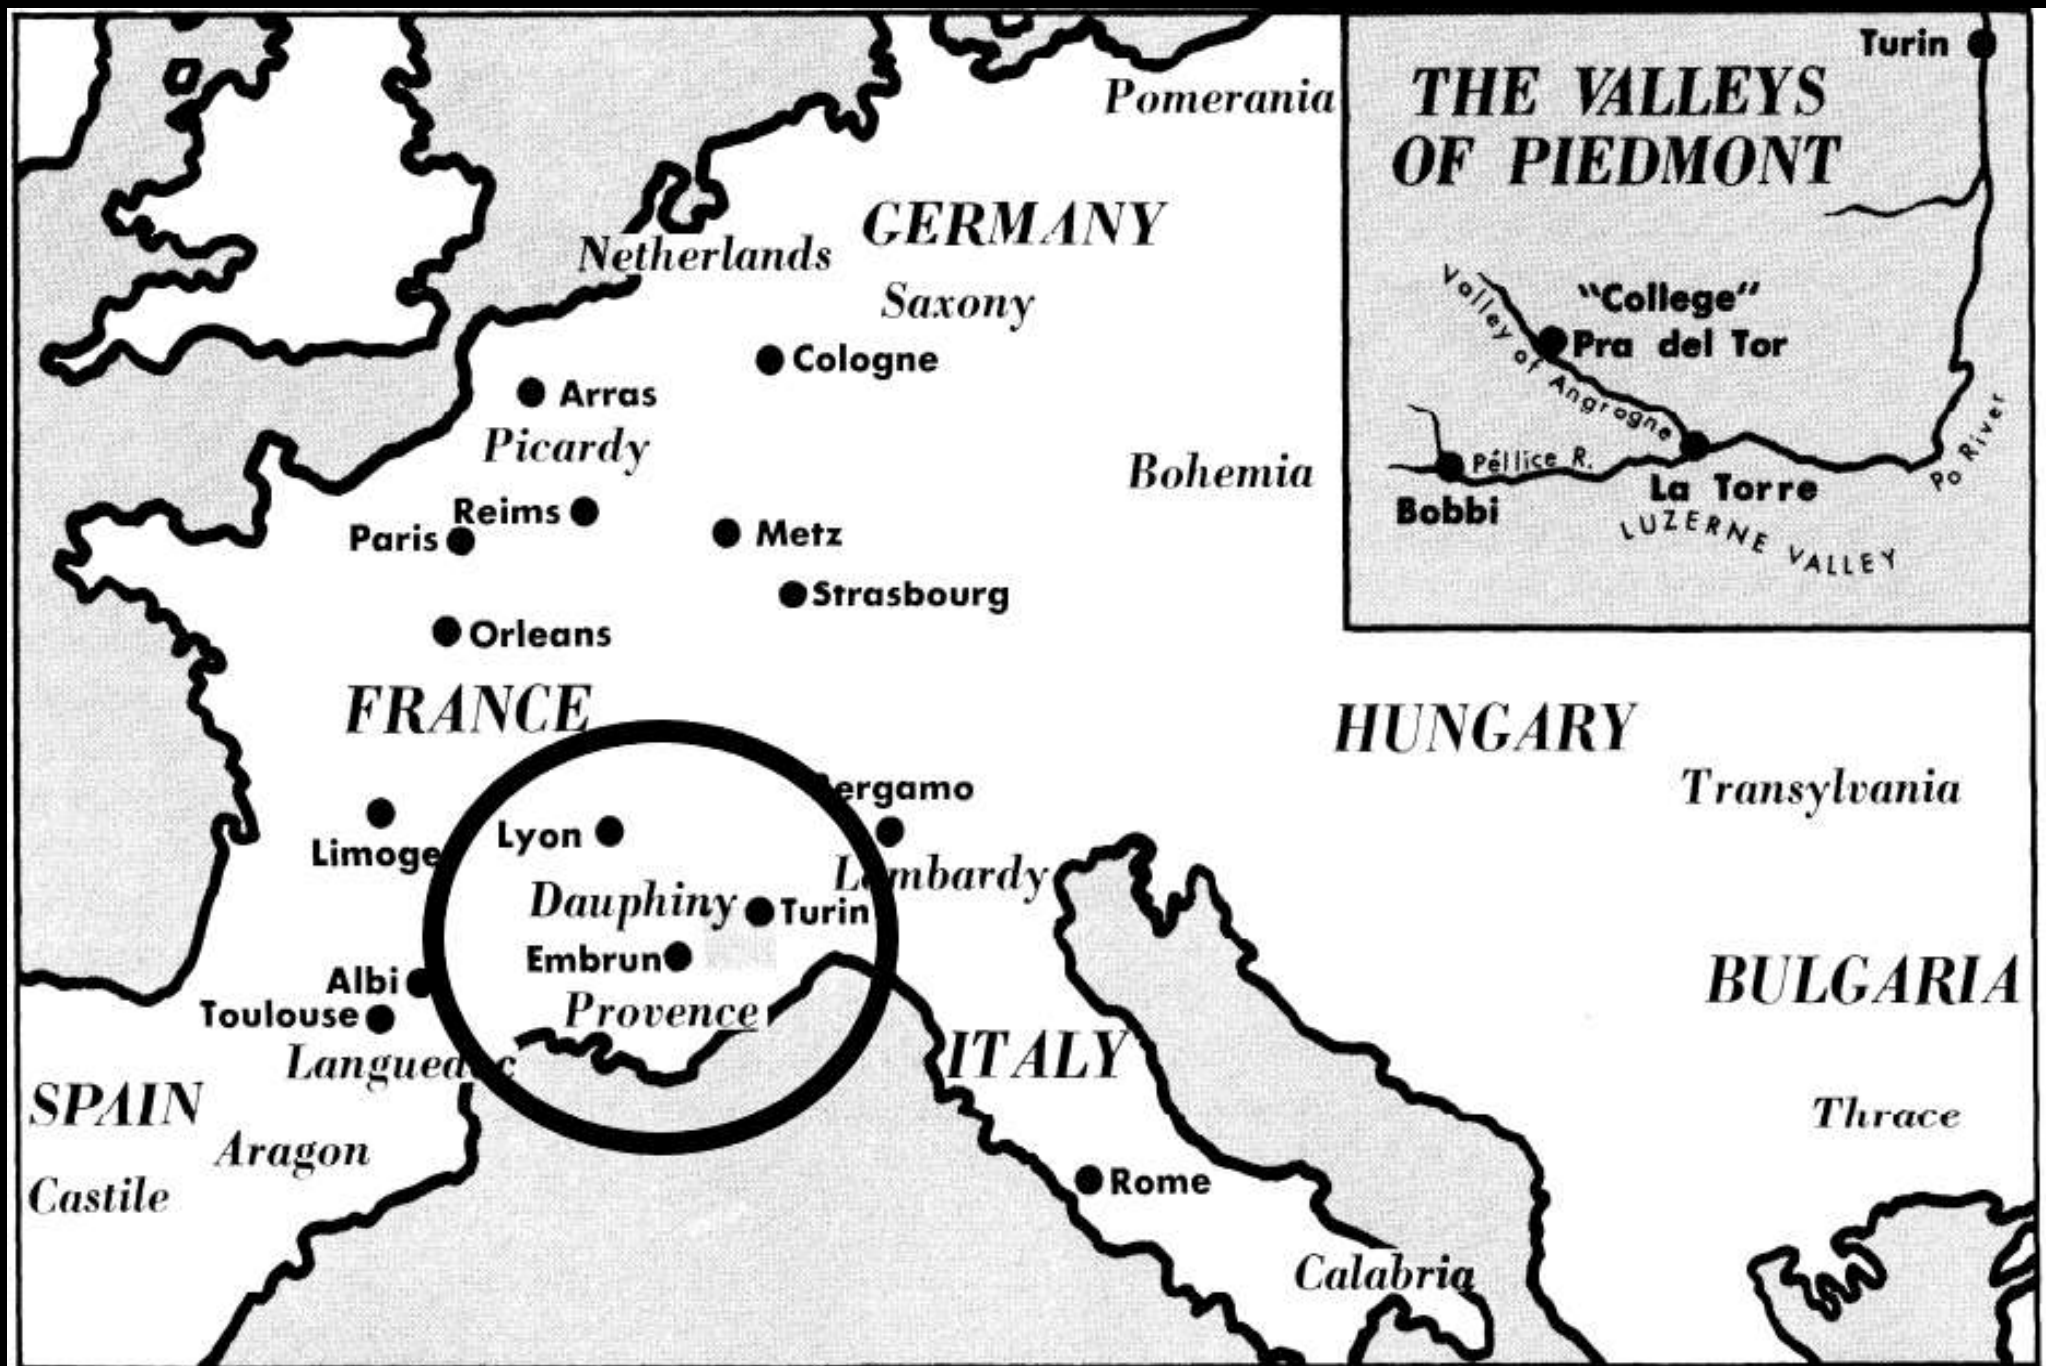 Pomerania
Netherlands
GERMANY
Saxony
Cologne
Arras
Picardy
Bohemia
Reims
Paris
Metz
Strasbourg
Orleans
FRANCE
HUNGARY
Transylvania
ergamo
Limoge
Lyon
Lombardy
Dauphiny
Turin
Embrun
Albi
Toulouse
Provence
Languedoc
BULGARIA
ITALY
SPAIN
Aragon
Castile
Thrace
Rome
Calabria
Turin
THE VALLEYS
OF PIEDMONT
"College"
Pra del Tor
Valley of Angrogne
Péllice R.
Po River
La Torre
Bobbi
LUZERNE VALLEY